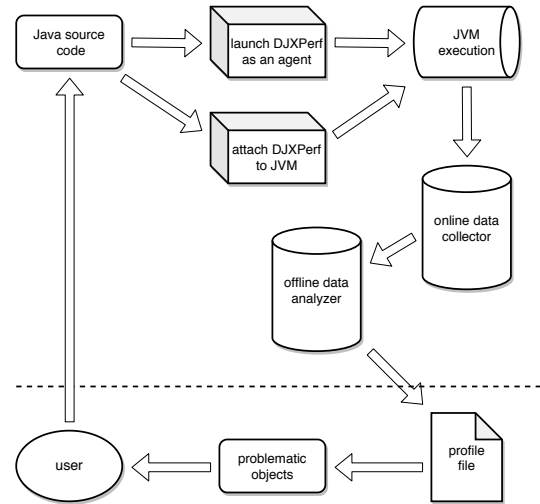 Java source
code
launch DJXPerf
as an agent
JVM
execution
attach DJXPerf
to JVM
online data
collector
offline data
analyzer
profile
file
problematic
objects
user